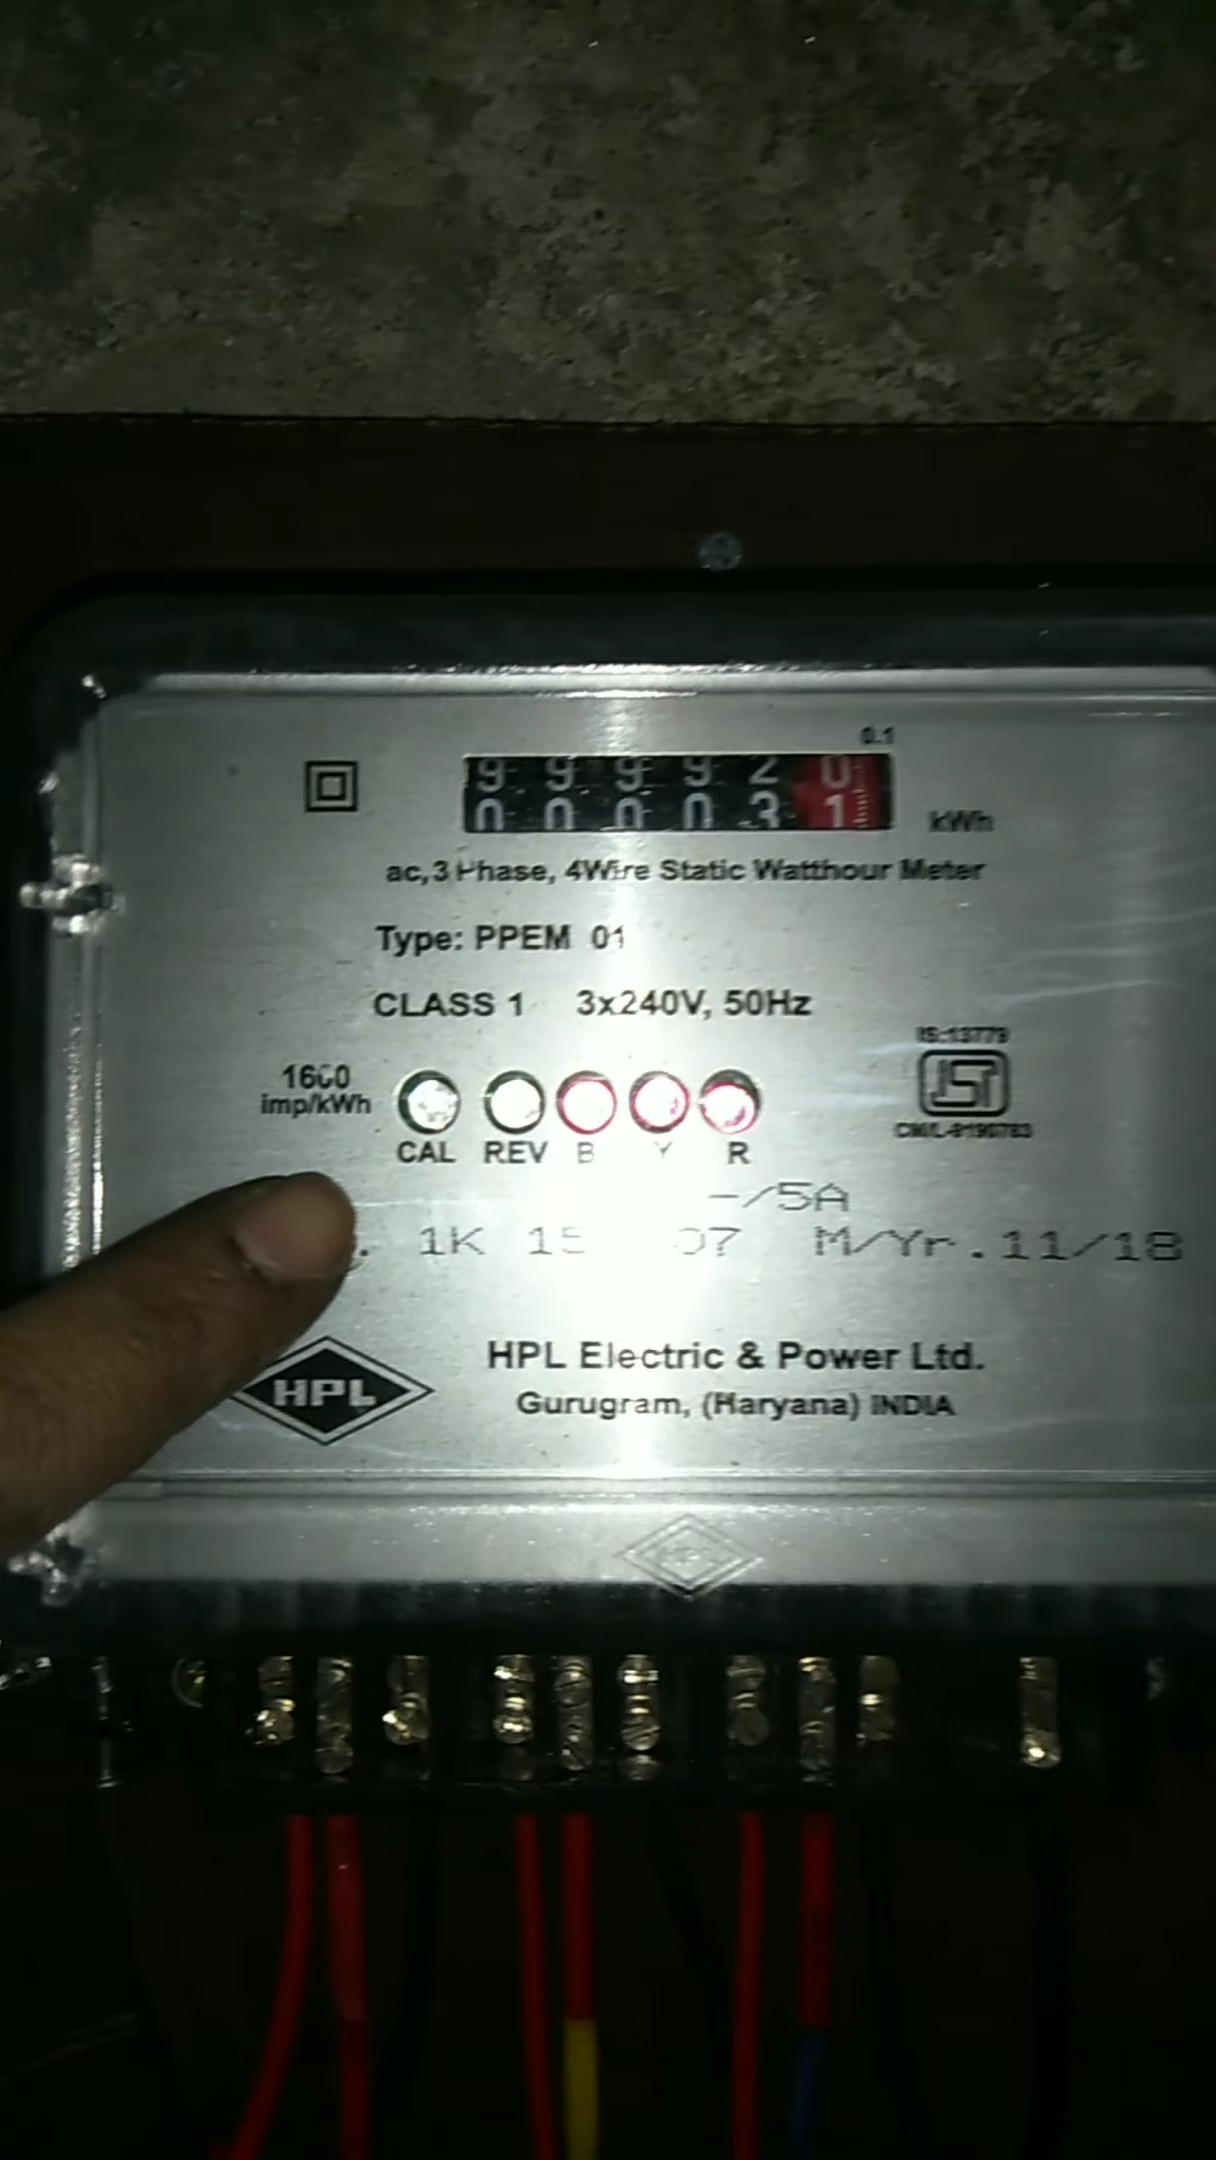 0.1
9 9 9 9 2 0
0 0 0 0 3 1
kWh
ac,3 Phase, 4Wire Static Watthour Meter
Type: PPEM 01
CLASS 1 3x240V, 50Hz
IS:13779
1600
imp/kWh
CAL REV B Y R
CM/L-8190783
-/5A
1K 15 07 M/Yr.11/18
HPL
HPL Electric & Power Ltd.
Gurugram, (Haryana) INDIA